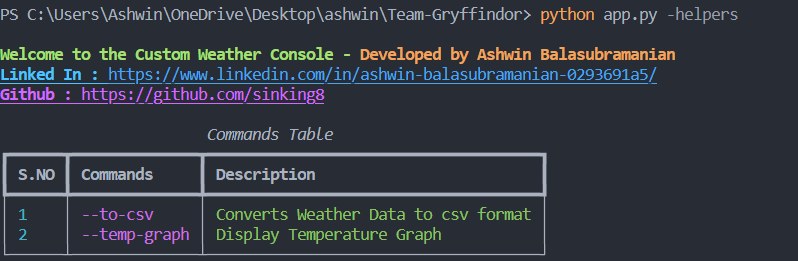 PS C:\Users\Ashwin\OneDrive\Desktop\ashwin\Team-Gryffindor> python app.py -helpers
Welcome to the Custom Weather Console - Developed by Ashwin Balasubramanian
Linked In : https://www.linkedin.com/in/ashwin-balasubramanian-0293691a5/
Github : https://github.com/sinking8
Commands Table
S.NO Commands Description
1 --to-csv Converts Weather Data to csv format
2 --temp-graph Display Temperature Graph